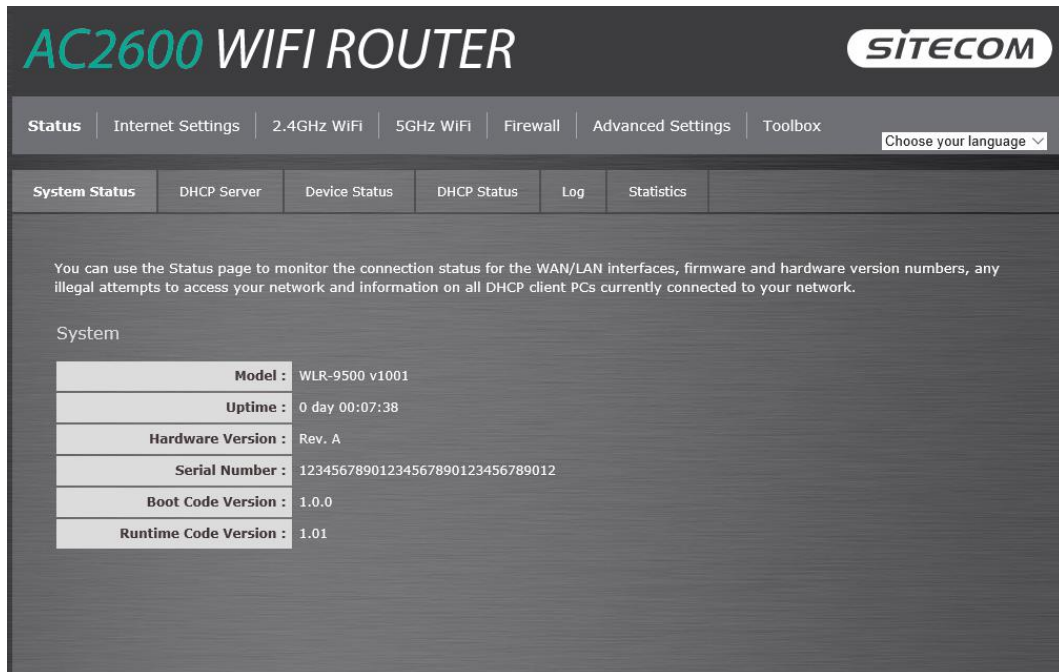 AC2600 WIFI ROUTER
SITECOM
Status Internet Settings 2.4GHz WiFi 5GHz WiFi Firewall Advanced Settings Toolbox
Choose your language
System Status DHCP Server Device Status DHCP Status Log Statistics
You can use the Status page to monitor the connection status for the WAN/LAN interfaces, firmware and hardware version numbers, any
illegal attempts to access your network and information on all DHCP client PCs currently connected to your network.
System
Model : WLR-9500 v1001
Uptime : 0 day 00:07:38
Hardware Version : Rev. A
Serial Number : 12345678901234567890123456789012
Boot Code Version : 1.0.0
Runtime Code Version : 1.01